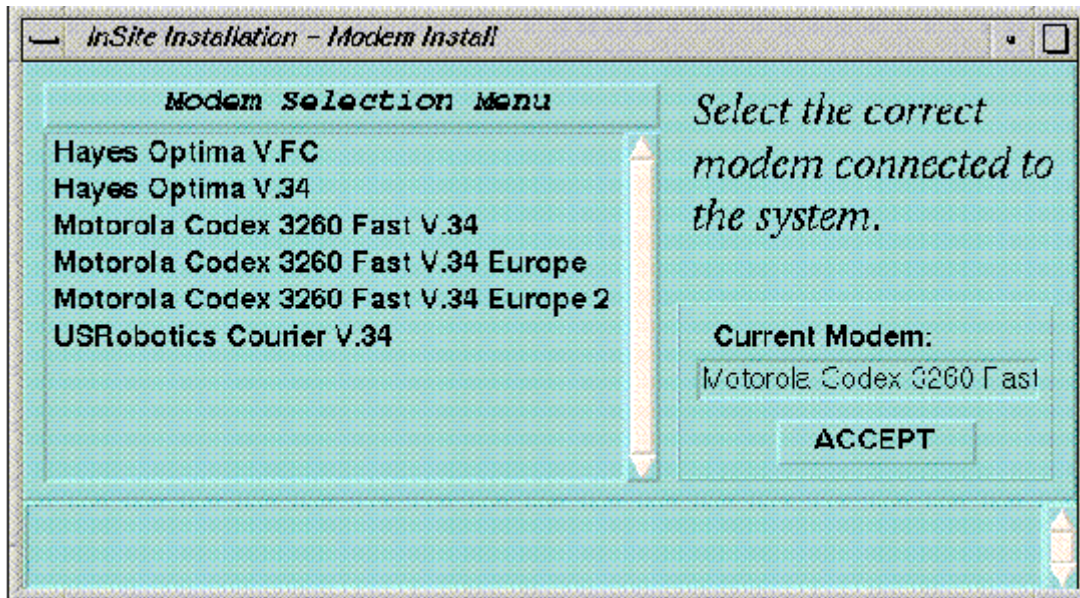 InSite Installation – Modem Install
Modem Selection Menu
Hayes Optima V.FC
Hayes Optima V.34
Motorola Codex 3260 Fast V.34
Motorola Codex 3260 Fast V.34 Europe
Motorola Codex 3260 Fast V.34 Europe 2
USRobotics Courier V.34
Select the correct
modem connected to
the system.
Current Modem:
Motorola Codex 3260 Fast
ACCEPT